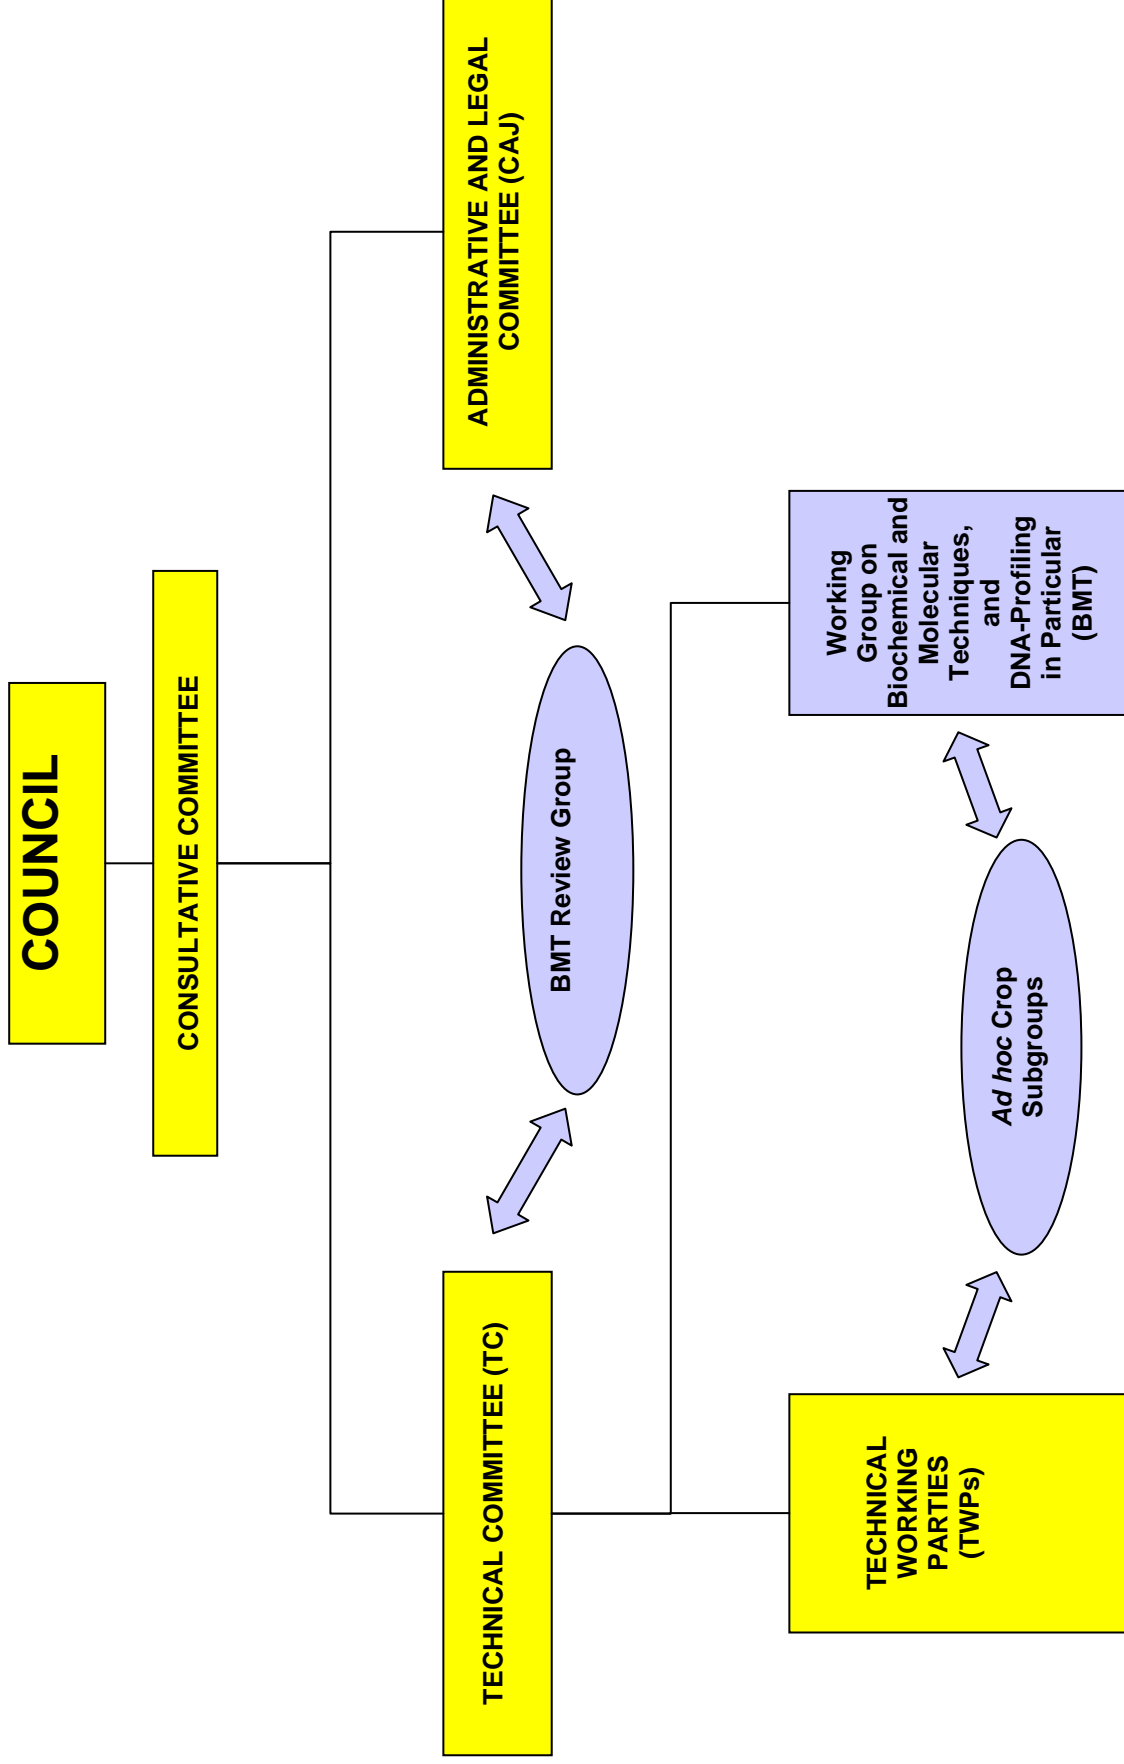 COUNCIL
CONSULTATIVE COMMITTEE
TECHNICAL COMMITTEE (TC)
ADMINISTRATIVE AND LEGAL
COMMITTEE (CAJ)
BMT Review Group
TECHNICAL
WORKING
PARTIES
(TWPs)
Ad hoc Crop
Subgroups
Working
Group on
Biochemical and
Molecular
Techniques,
and
DNA-Profiling
in Particular
(BMT)